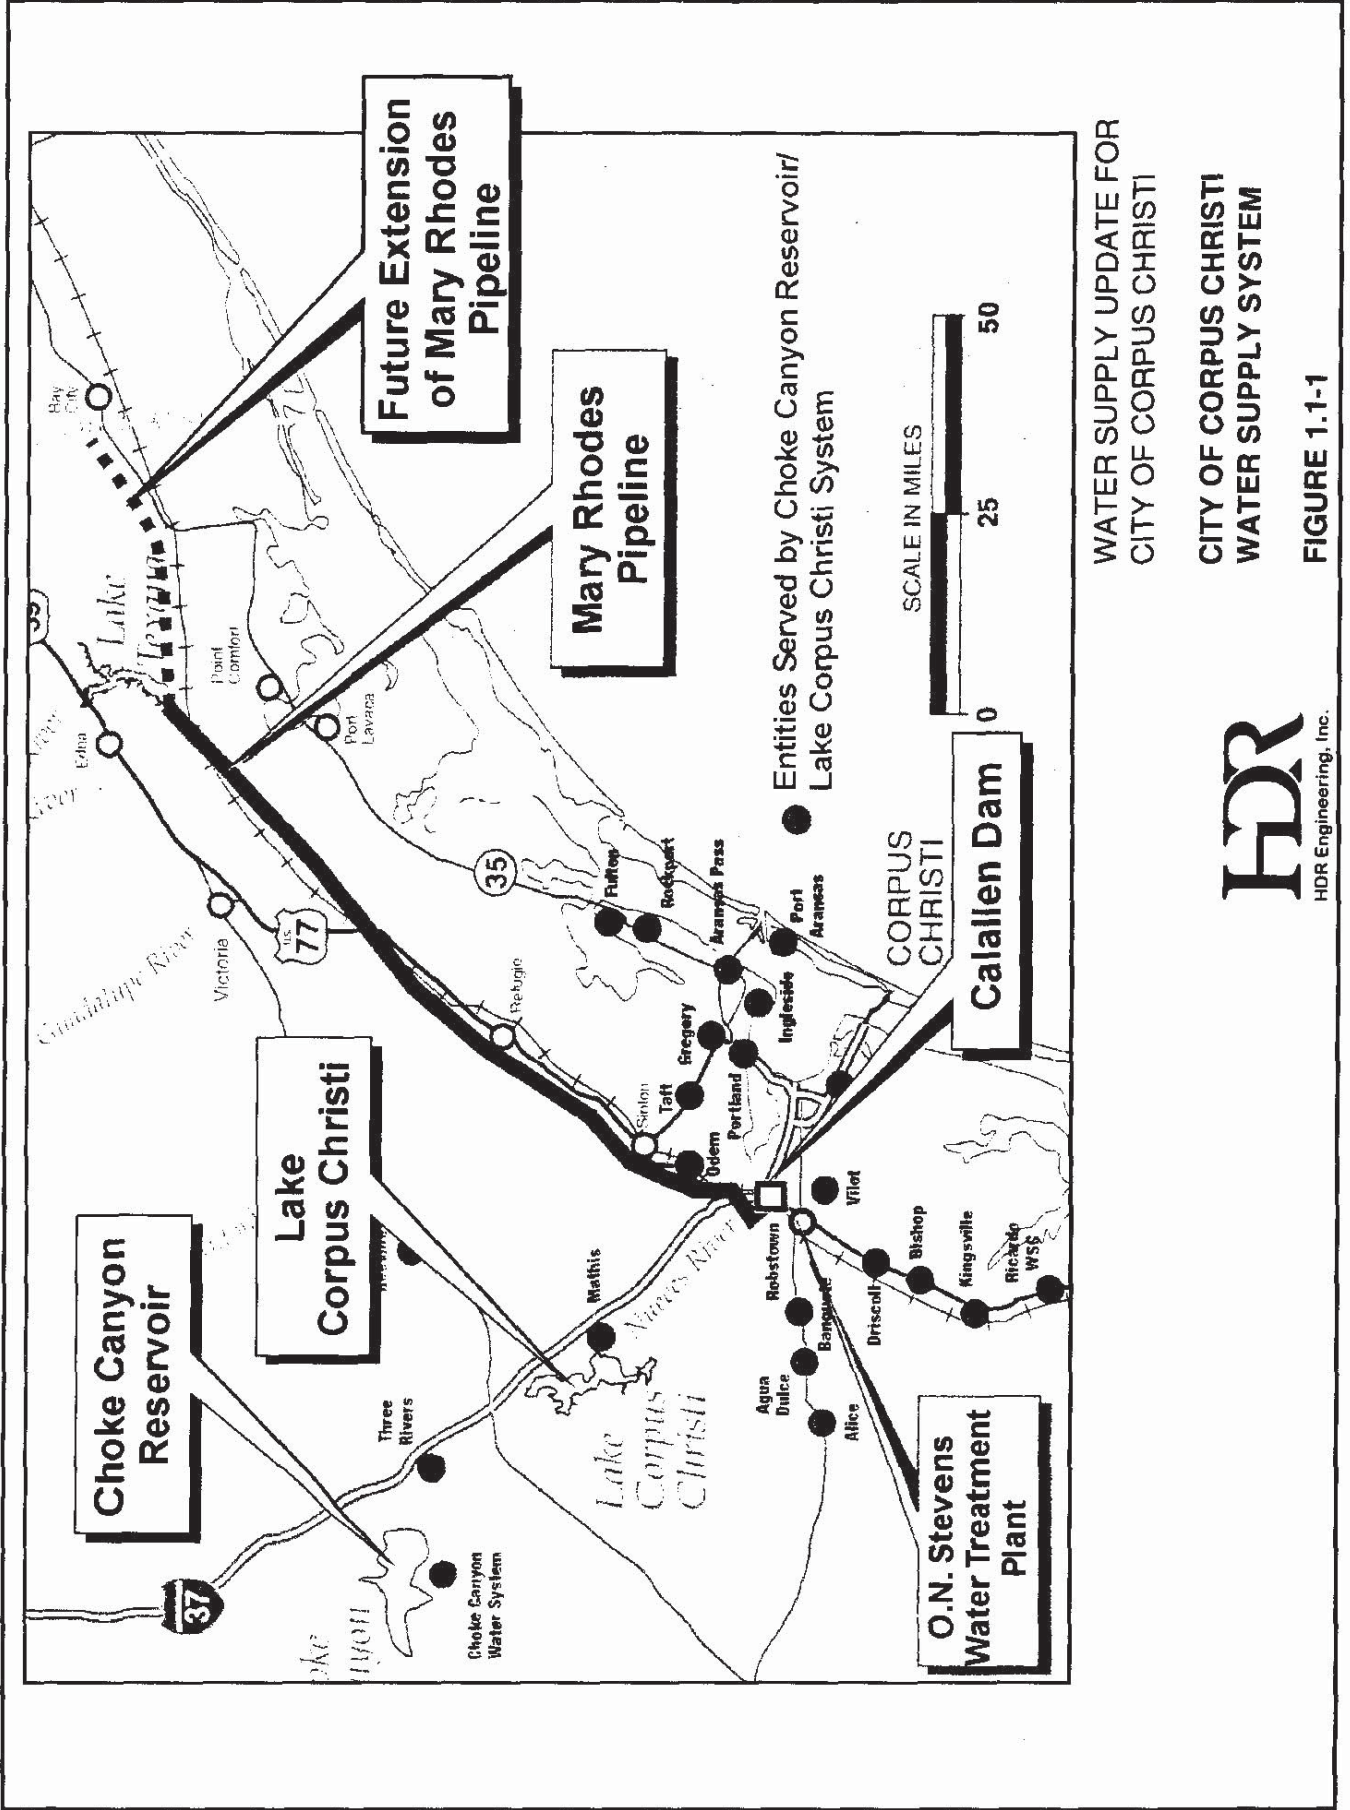 Choke Canyon
Reservoir
Lake
Corpus Christi
Mary Rhodes
Pipeline
Future Extension
of Mary Rhodes
Pipeline
Calallen Dam
O.N. Stevens
Water Treatment
Plant
37
Choke Canyon
Water System
Three
Rivers
Lake
Corpus
Christi
Mathis
Nueces River
Guadalupe River
Victoria
U.S.
77
Edna
River
Lake
Bay
City
Point
Comfort
Port
Lavaca
35
Refugio
Sinton
Odem
Taft
Gregory
Portland
Ingleside
Aransas Pass
Port
Aransas
Fulton
Rockport
CORPUS
CHRISTI
Robstown
Violet
Agua
Dulce
Alice
Driscoll
Bishop
Kingsville
Ricardo
WSC
Entities Served by Choke Canyon Reservoir/
Lake Corpus Christi System
SCALE IN MILES
0 25 50
HDR
HDR Engineering, Inc.
WATER SUPPLY UPDATE FOR
CITY OF CORPUS CHRISTI
CITY OF CORPUS CHRISTI
WATER SUPPLY SYSTEM
FIGURE 1.1-1